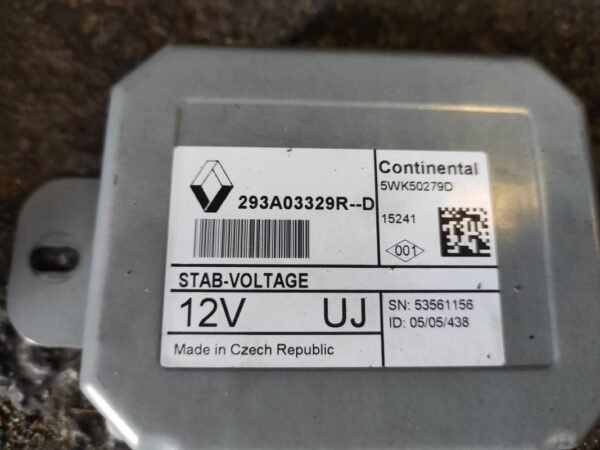 293A03329R--D
Continental
5WK50279D
15241
001
STAB-VOLTAGE
12V UJ
SN: 53561156
ID: 05/05/438
Made in Czech Republic